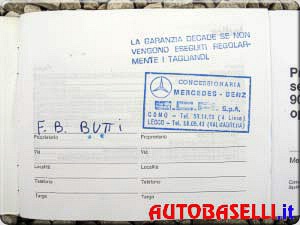 LA GARANZIA DECADE SE NON
VENGONO ESEGUITI REGOLAR-
MENTE I TAGLIANDI.
CONCESSIONARIA
MERCEDES - BENZ
S.p.A.
COMO - Tel.
LECCO - Tel.
F. B. BUTTI
Proprietario
Proprietario
Via
Via
Località
Località
Telefono
Telefono
Targa
Targa
AUTOBASELLI.it